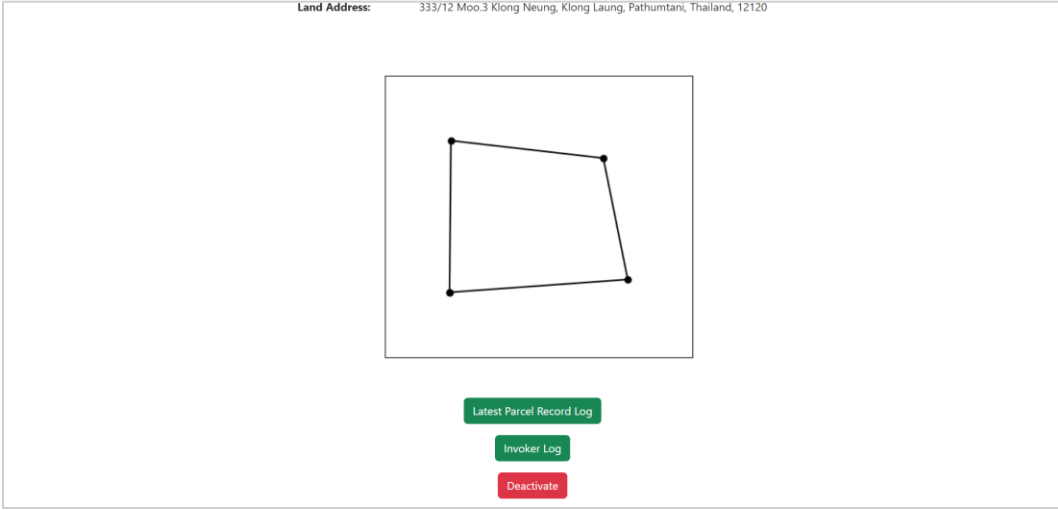 Land Address: 333/12 Moo.3 Klong Neung, Klong Laung, Pathumtani, Thailand, 12120
Latest Parcel Record Log
Invoker Log
Deactivate